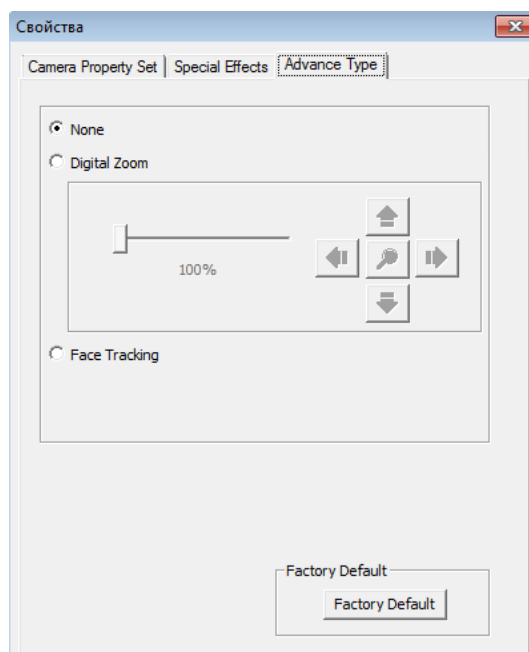 Свойства
Camera Property Set Special Effects Advance Type
None
Digital Zoom
100%
Face Tracking
Factory Default
Factory Default